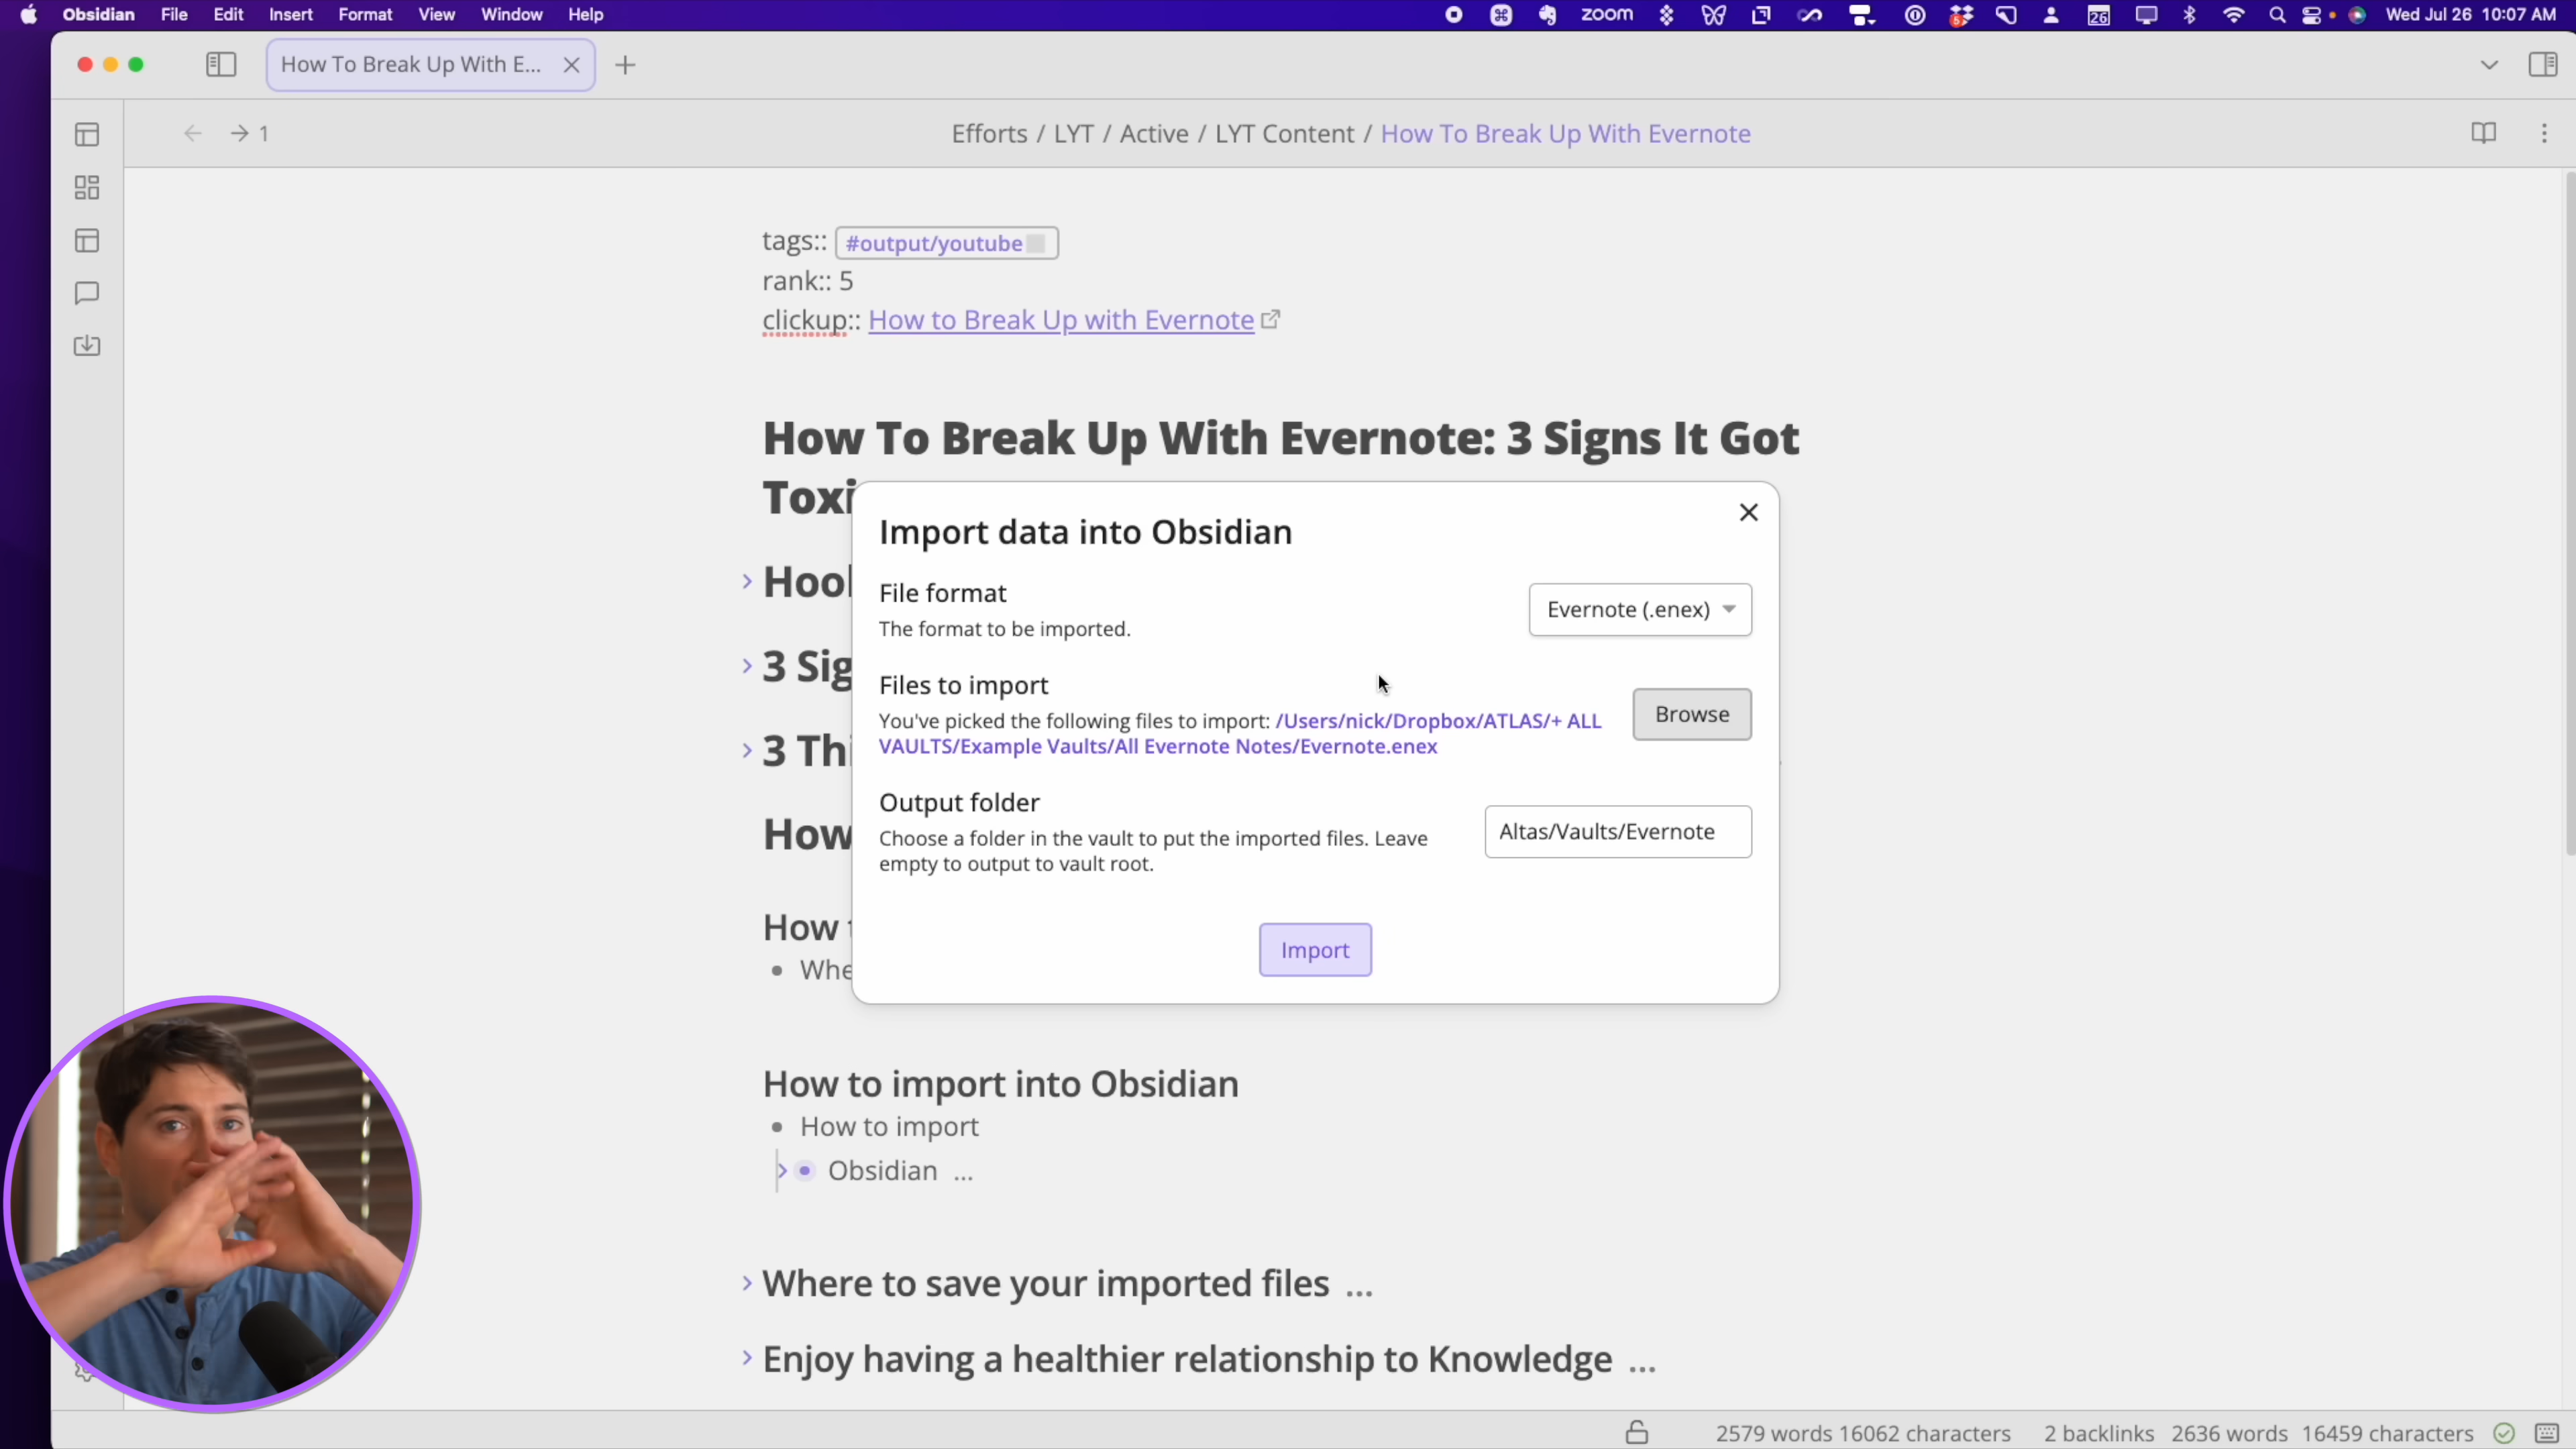 Obsidian File Edit Insert Format View Window Help zoom 5 26 Wed Jul 26 10:07 AM
How To Break Up With E...
1 Efforts / LYT / Active / LYT Content / How To Break Up With Evernote
tags:: #output/youtube
rank:: 5
clickup:: How to Break Up with Evernote
How To Break Up With Evernote: 3 Signs It Got
Toxi
Hool
3 Sig
3 Thi
How
How
Whe
Import data into Obsidian
File format
The format to be imported.
Evernote (.enex)
Files to import
You've picked the following files to import: /Users/nick/Dropbox/ATLAS/+ ALL
VAULTS/Example Vaults/All Evernote Notes/Evernote.enex
Browse
Output folder
Choose a folder in the vault to put the imported files. Leave
empty to output to vault root.
Altas/Vaults/Evernote
Import
How to import into Obsidian
• How to import
Obsidian ...
Where to save your imported files ...
Enjoy having a healthier relationship to Knowledge ...
2579 words 16062 characters 2 backlinks 2636 words 16459 characters